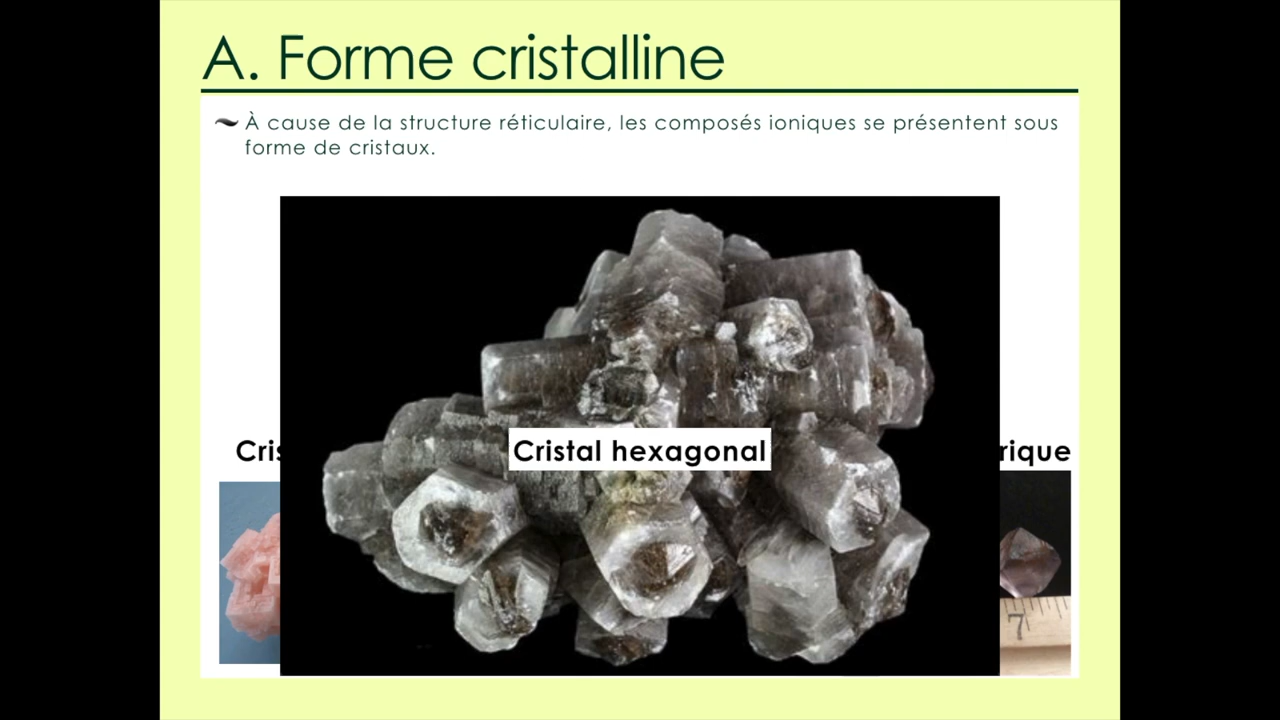 A. Forme cristalline
À cause de la structure réticulaire, les composés ioniques se présentent sous
forme de cristaux.
Cris
Cristal hexagonal
rique
7